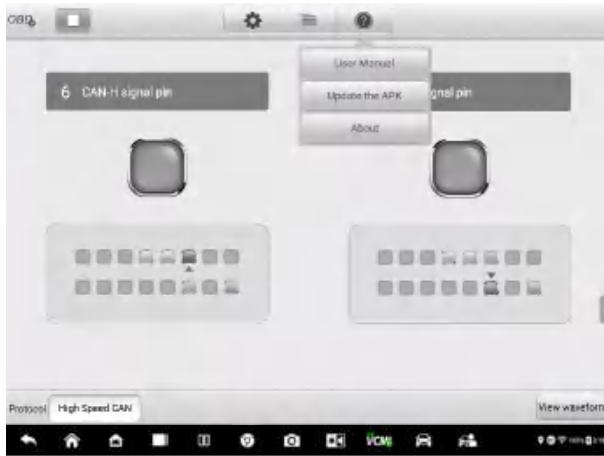 OBD
User Manual
6 CAN-H signal pin
Update the APK
gnal pin
About
Protocol
High Speed CAN
View waveform
VCMI